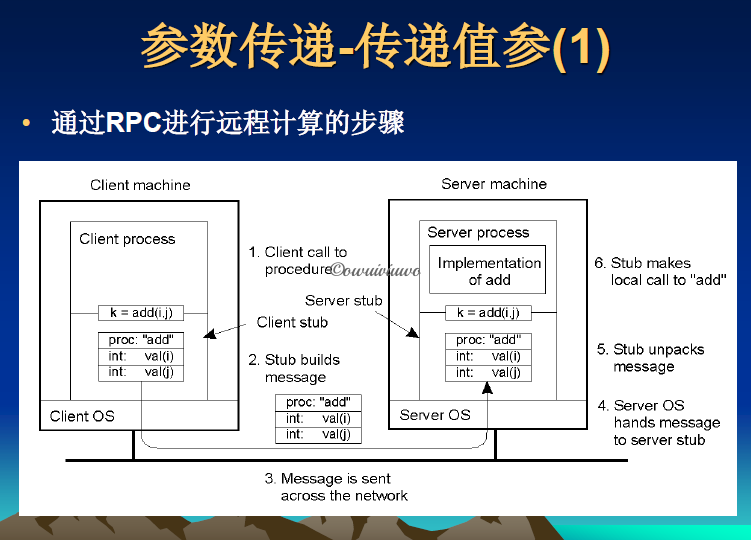 参数传递-传递值参(1)
• 通过RPC进行远程计算的步骤
Client machine
Server machine
Client process
Server process
1. Client call to
procedure
©owuiviuwo
Implementation
of add
6. Stub makes
local call to "add"
Server stub
k = add(i,j)
k = add(i,j)
Client stub
proc: "add"
int: val(i)
int: val(j)
proc: "add"
int: val(i)
int: val(j)
2. Stub builds
message
5. Stub unpacks
message
proc: "add"
int: val(i)
int: val(j)
Client OS
Server OS
4. Server OS
hands message
to server stub
3. Message is sent
across the network